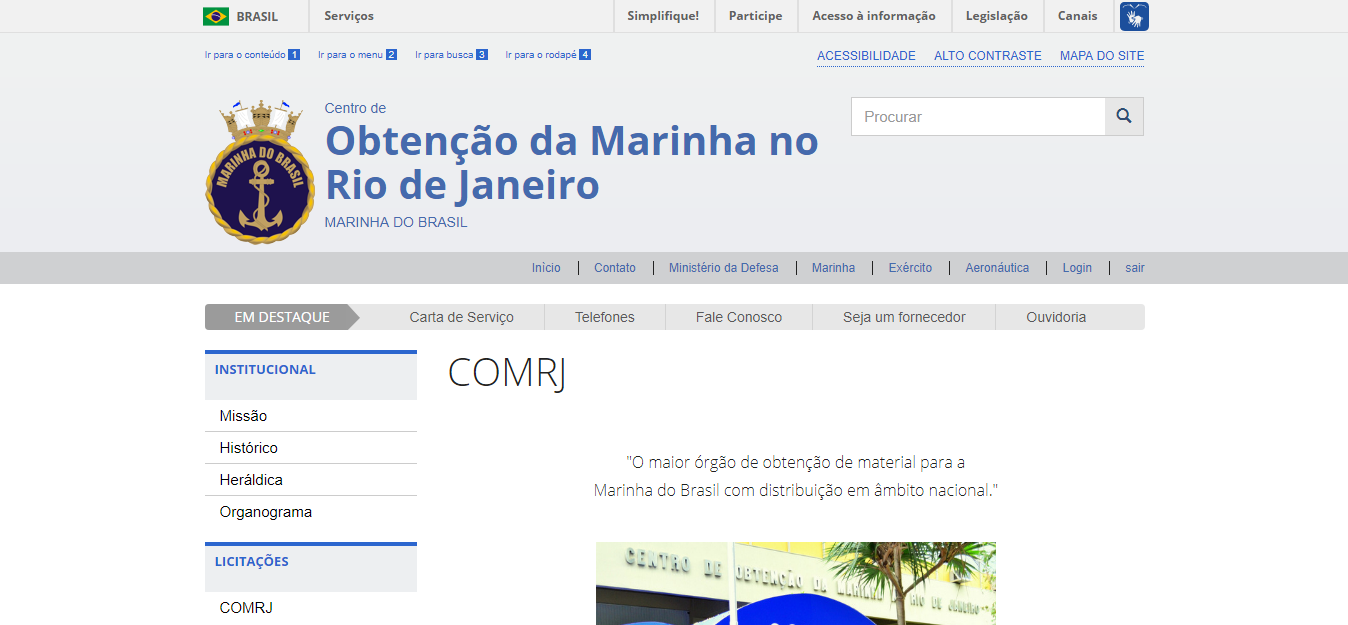 BRASIL
Serviços
Simplifique!
Participe
Acesso à informação
Legislação
Canais
Ir para o conteúdo 1
Ir para o menu 2
Ir para busca 3
Ir para o rodapé 4
ACESSIBILIDADE
ALTO CONTRASTE
MAPA DO SITE
MARINHA DO BRASIL
Centro de
Obtenção da Marinha no
Rio de Janeiro
MARINHA DO BRASIL
Procurar
Início
Contato
Ministério da Defesa
Marinha
Exército
Aeronáutica
Login
sair
EM DESTAQUE
Carta de Serviço
Telefones
Fale Conosco
Seja um fornecedor
Ouvidoria
INSTITUCIONAL
Missão
Histórico
Heráldica
Organograma
LICITAÇÕES
COMRJ
COMRJ
"O maior órgão de obtenção de material para a
Marinha do Brasil com distribuição em âmbito nacional."
CENTRO DE OBTENÇÃO DA MARINHA RIO DE JANEIRO